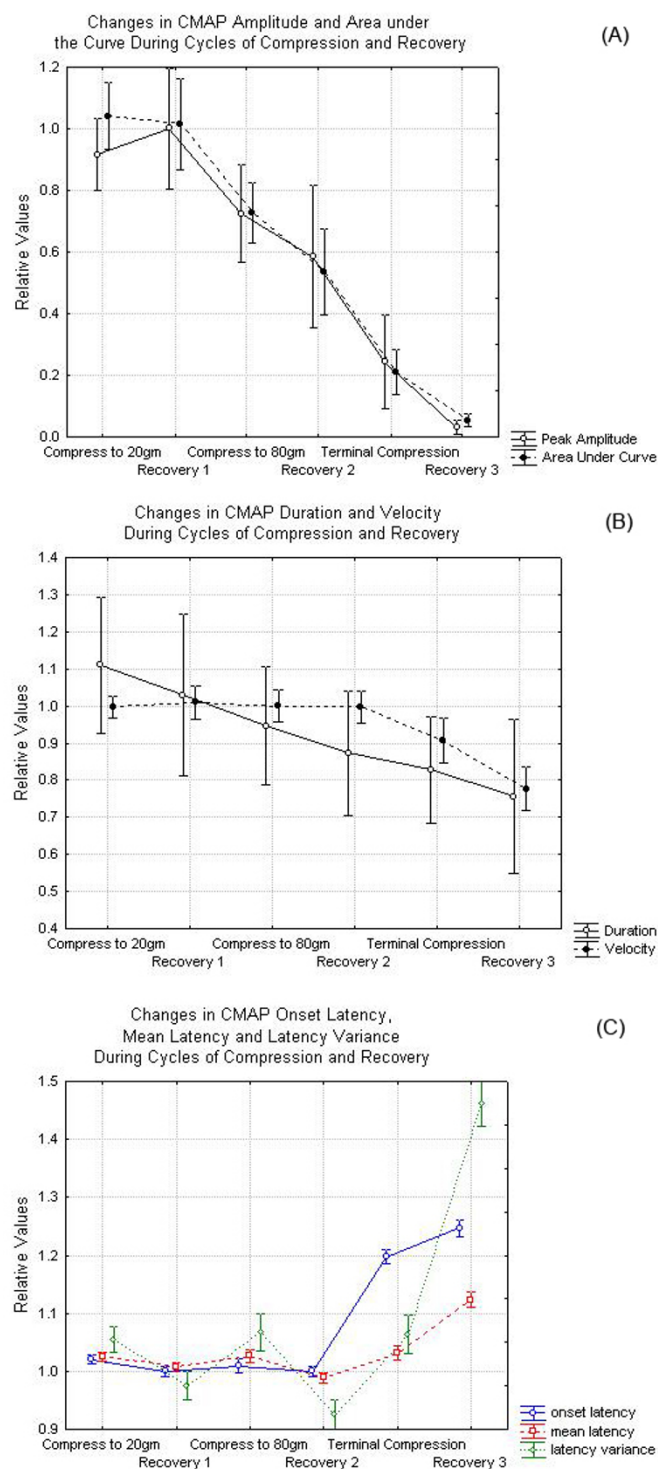 Changes in CMAP Amplitude and Area under
the Curve During Cycles of Compression and Recovery
(A)
Relative Values
1.2
1.0
0.8
0.6
0.4
0.2
0.0
Compress to 20gm
Compress to 80gm
Terminal Compression
Recovery 1
Recovery 2
Recovery 3
Peak Amplitude
Area Under Curve
Changes in CMAP Duration and Velocity
During Cycles of Compression and Recovery
(B)
Relative Values
1.4
1.3
1.2
1.1
1.0
0.9
0.8
0.7
0.6
0.5
0.4
Compress to 20gm
Compress to 80gm
Terminal Compression
Recovery 1
Recovery 2
Recovery 3
Duration
Velocity
Changes in CMAP Onset Latency,
Mean Latency and Latency Variance
During Cycles of Compression and Recovery
(C)
Relative Values
1.5
1.4
1.3
1.2
1.1
1.0
0.9
Compress to 20gm
Compress to 80gm
Terminal Compression
Recovery 1
Recovery 2
Recovery 3
onset latency
mean latency
latency variance